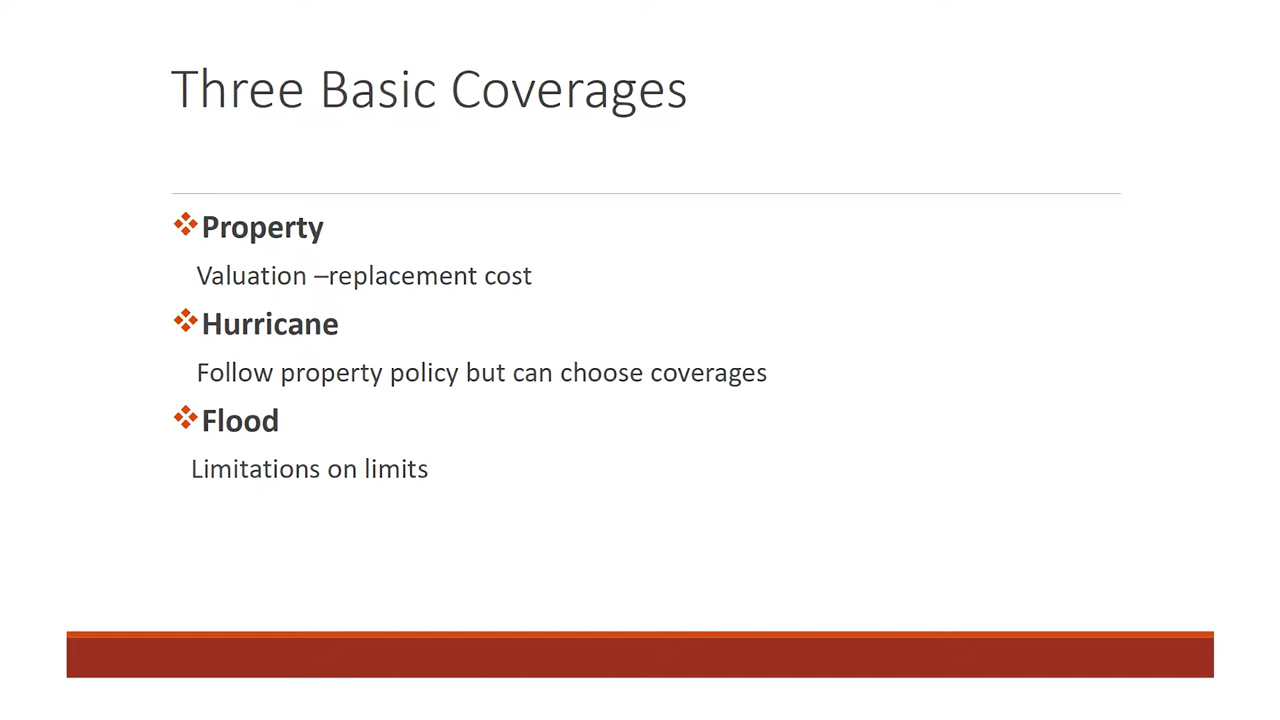 Three Basic Coverages
❖Property
Valuation –replacement cost
❖Hurricane
Follow property policy but can choose coverages
❖Flood
Limitations on limits